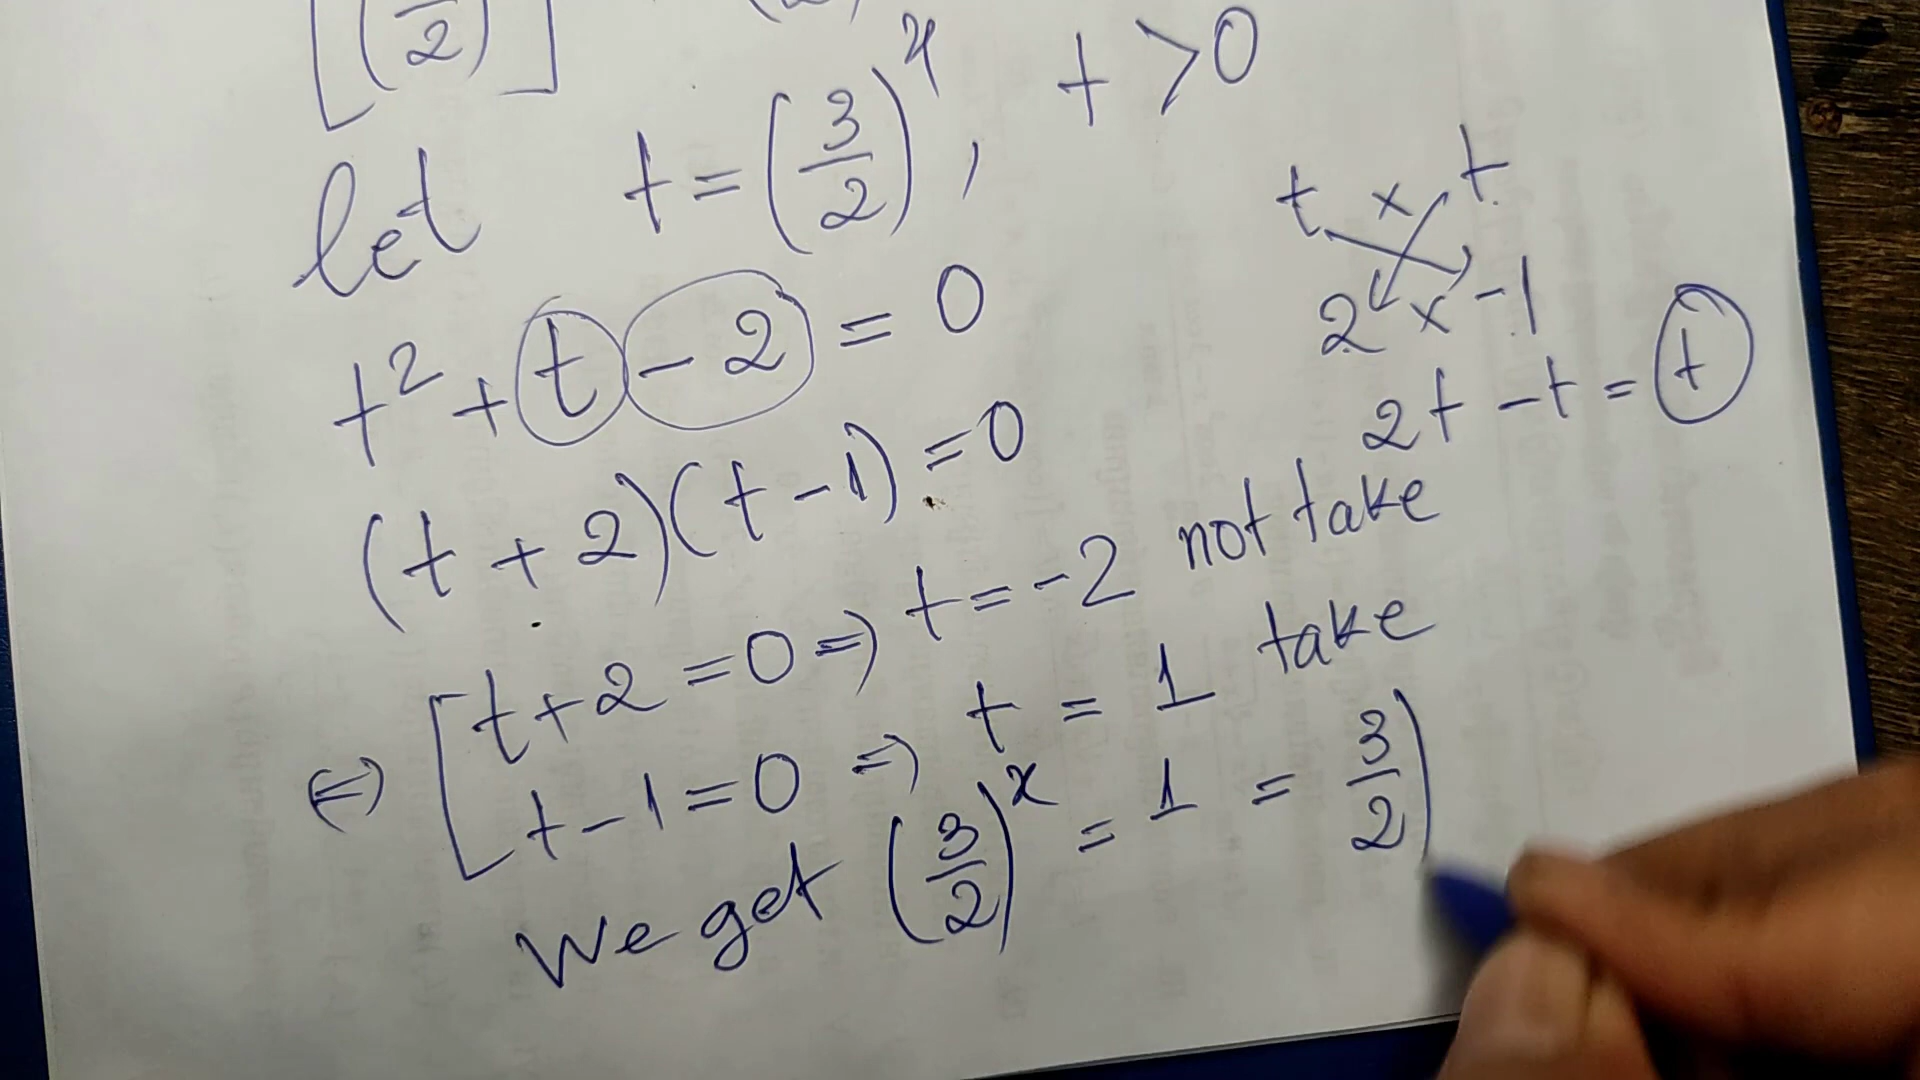 [(/2)]
let t = (3/2)^x, t > 0
t × t
t² + t - 2 = 0
2 × -1
2t - t = t
(t + 2)(t - 1) = 0
⇔ [ t + 2 = 0 ⇒ t = -2 not take
t - 1 = 0 ⇒ t = 1 take
We get (3/2)^x = 1 = 3/2)